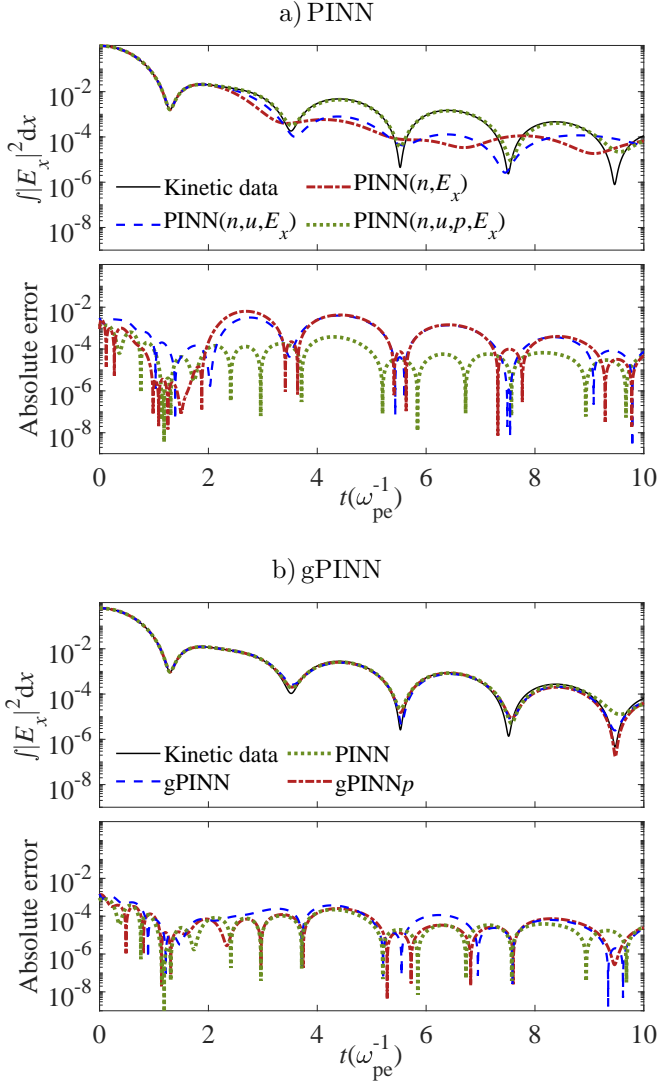 a) PINN
10^-2
10^-4
10^-6
10^-8
∫|E_x|^2dx
Kinetic data
PINN(n,E_x)
PINN(n,u,E_x)
PINN(n,u,p,E_x)
10^-2
10^-4
10^-6
10^-8
Absolute error
0 2 4 6 8 10
t(ω_pe^-1)
b) gPINN
10^-2
10^-4
10^-6
10^-8
∫|E_x|^2dx
Kinetic data
PINN
gPINN
gPINNp
10^-2
10^-4
10^-6
10^-8
Absolute error
0 2 4 6 8 10
t(ω_pe^-1)